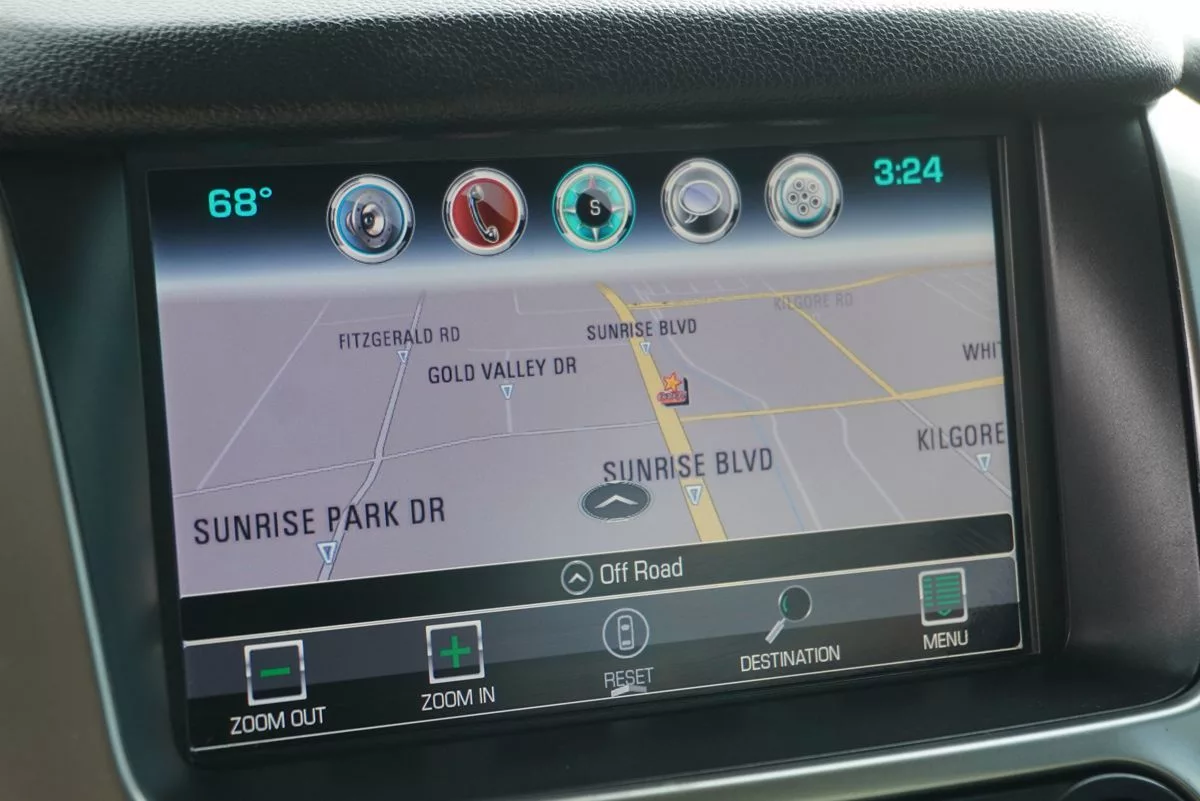 68°
S
3:24
KILGORE RD
SUNRISE BLVD
FITZGERALD RD
WHIT
GOLD VALLEY DR
KILGORE
SUNRISE BLVD
SUNRISE PARK DR
Off Road
ZOOM OUT
ZOOM IN
RESET
DESTINATION
MENU